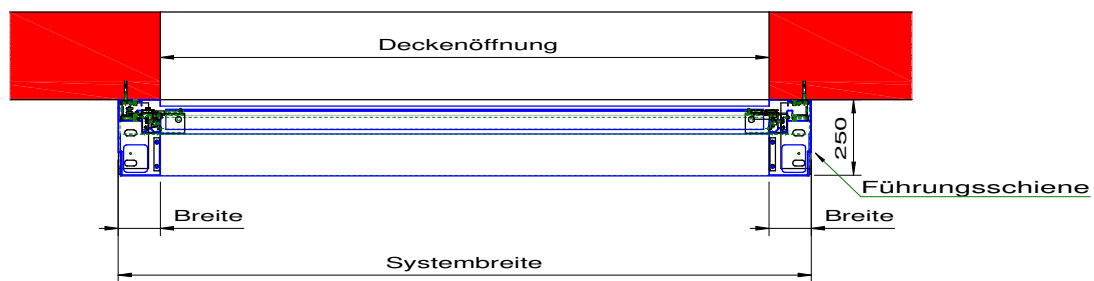 Deckenöffnung
250
Führungsschiene
Breite
Breite
Systembreite